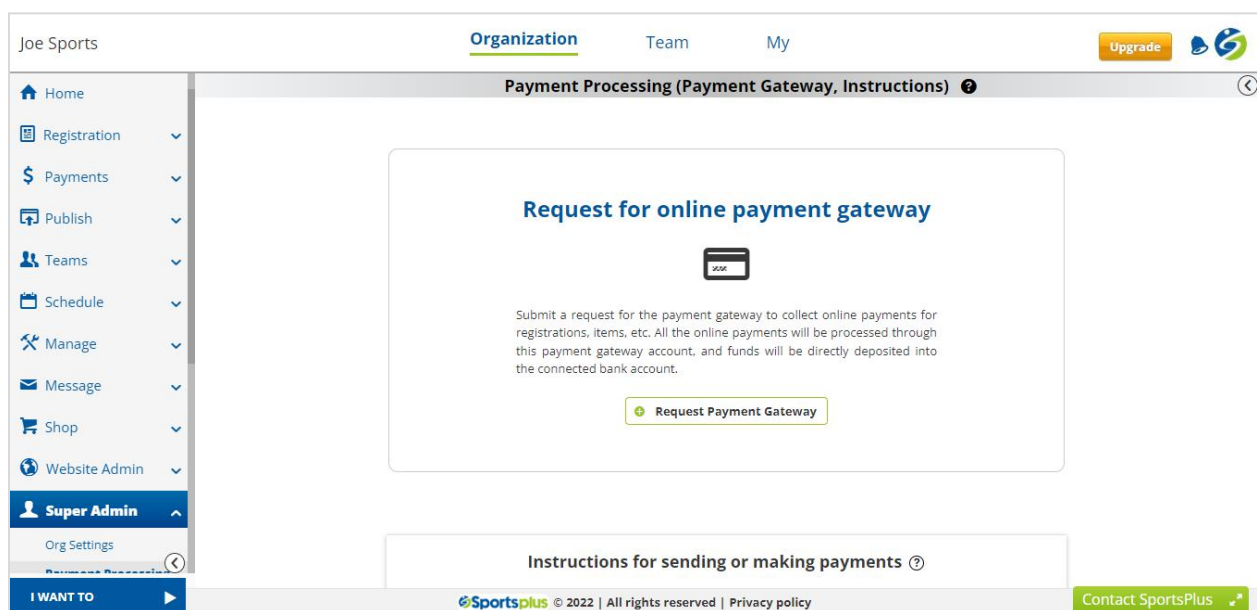 Joe Sports
Organization
Team
My
Upgrade
Payment Processing (Payment Gateway, Instructions)
Home
Registration
Payments
Publish
Teams
Schedule
Manage
Message
Shop
Website Admin
Super Admin
Org Settings
Payment Processing
I WANT TO
Request for online payment gateway
Submit a request for the payment gateway to collect online payments for
registrations, items, etc. All the online payments will be processed through
this payment gateway account, and funds will be directly deposited into
the connected bank account.
Request Payment Gateway
Instructions for sending or making payments
Sportsplus © 2022 | All rights reserved | Privacy policy
Contact SportsPlus